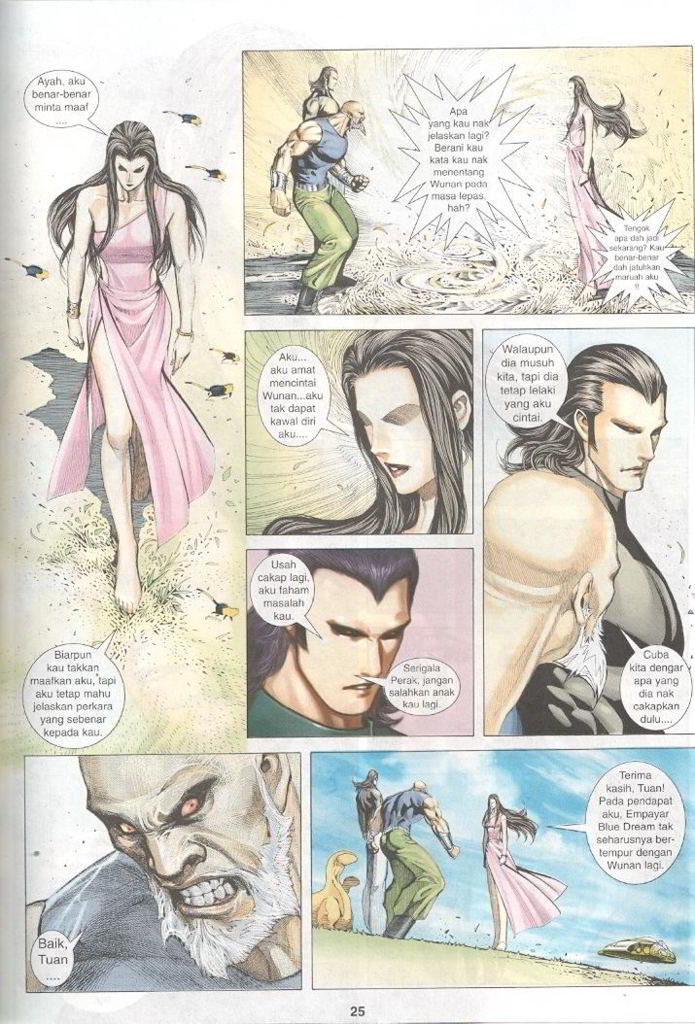 Ayah, aku
benar-benar
minta maaf
....
Biarpun
kau takkan
maafkan aku, tapi
aku tetap mahu
jelaskan perkara
yang sebenar
kepada kau.
Apa
yang kau nak
jelaskan lagi?
Berani kau
kata kau nak
menentang
Wunan pada
masa lepas.
hah?
Tengok
apa dah jadi
sekarang? Kau
benar-benar
dah jatuhkan
maruah aku
!!
Aku...
aku amat
mencintai
Wunan...aku
tak dapat
kawal diri
aku....
Walaupun
dia musuh
kita, tapi dia
tetap lelaki
yang aku
cintai.
Usah
cakap lagi,
aku faham
masalah
kau.
Serigala
Perak, jangan
salahkan anak
kau lagi.
Cuba
kita dengar
apa yang
dia nak
cakapkan
dulu....
Baik,
Tuan
....
Terima
kasih, Tuan!
Pada pendapat
aku, Empayar
Blue Dream tak
seharusnya ber-
tempur dengan
Wunan lagi.
25